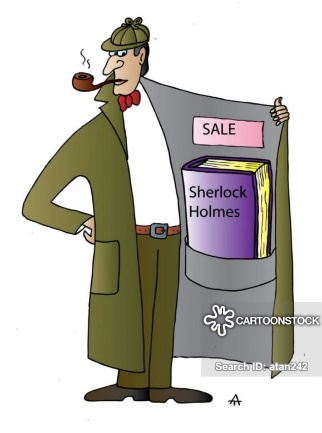 SALE
Sherlock
Holmes
CARTOONSTOCK
Search ID: atan242